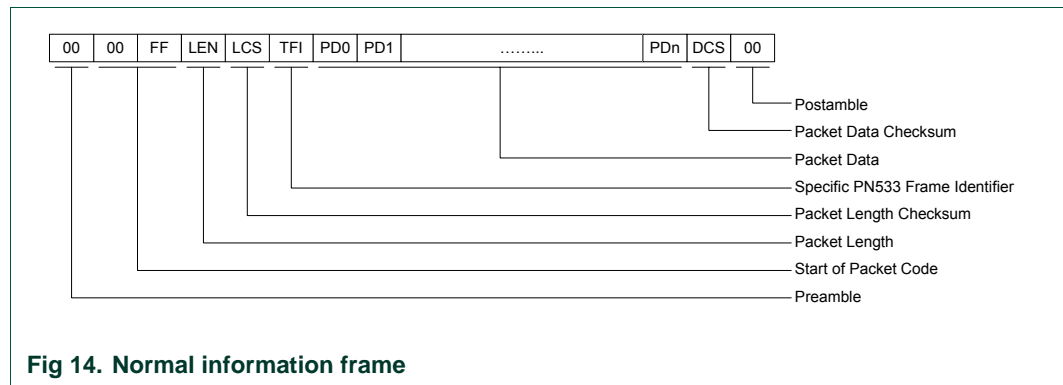 00 00 FF LEN LCS TFI PD0 PD1 ……... PDn DCS 00
Postamble
Packet Data Checksum
Packet Data
Specific PN533 Frame Identifier
Packet Length Checksum
Packet Length
Start of Packet Code
Preamble
Fig 14. Normal information frame